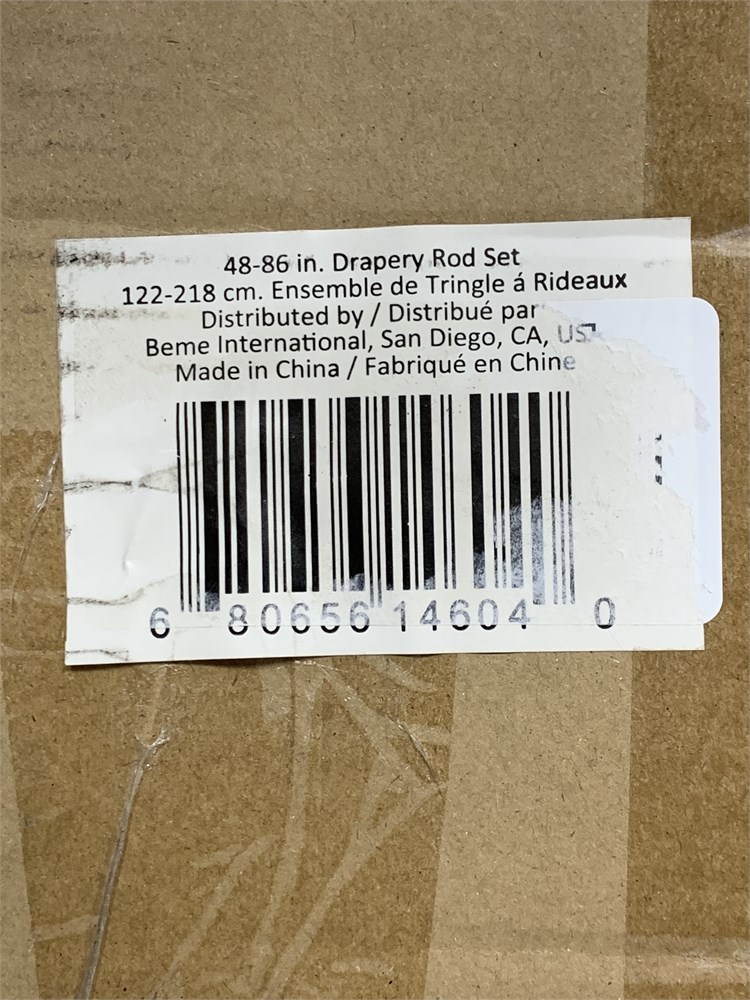 48-86 in. Drapery Rod Set
122-218 cm. Ensemble de Tringle á Rideaux
Distributed by / Distribué par
Beme International, San Diego, CA, USA
Made in China / Fabriqué en Chine
6 80656 14604 0